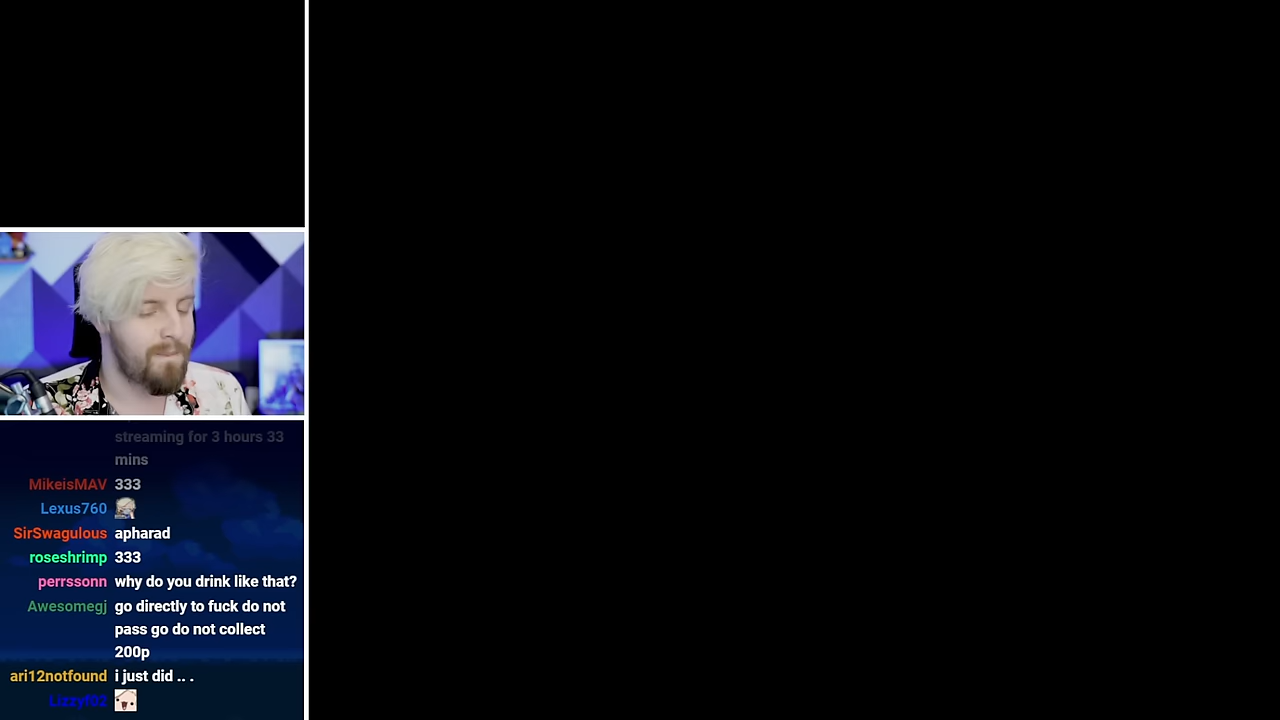 streaming for 3 hours 33
mins
MikeisMAV 333
Lexus760
SirSwagulous apharad
roseshrimp 333
perrssonn why do you drink like that?
Awesomegj go directly to fuck do not
pass go do not collect
200p
ari12notfound i just did .. .
Lizzyf02